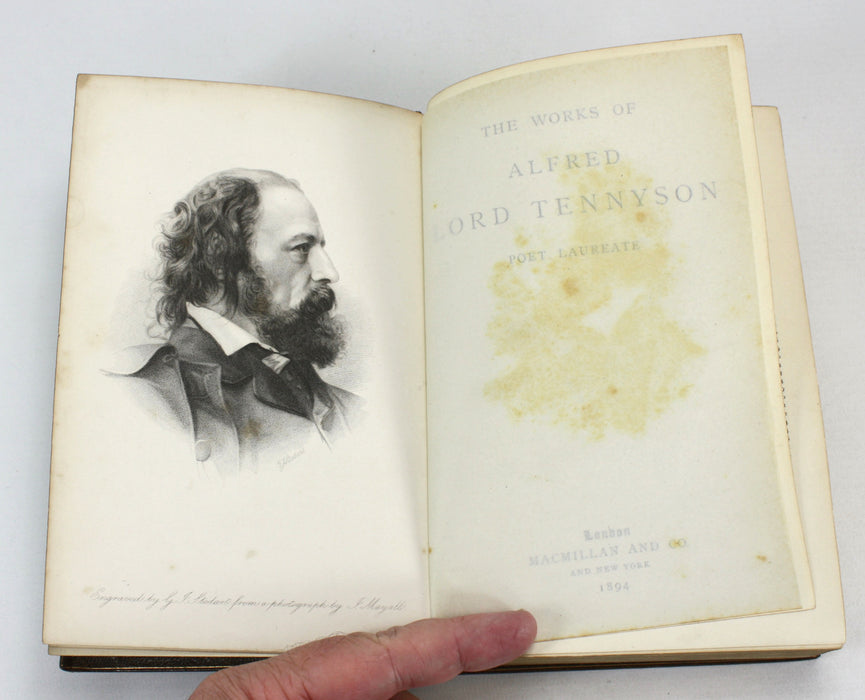 Engraved by G. J. Stodart from a photograph by J. Mayall
THE WORKS OF
ALFRED
LORD TENNYSON
POET LAUREATE
London
MACMILLAN AND CO.
AND NEW YORK
1894